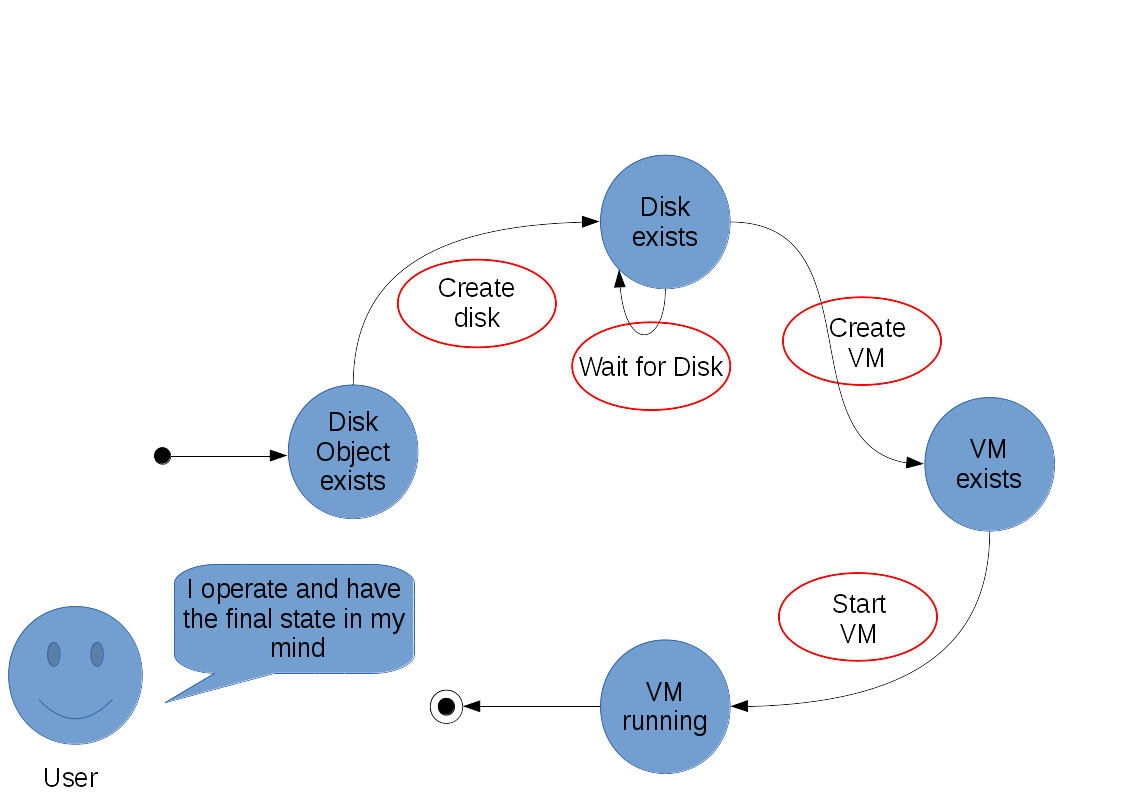 Disk
exists
Create
disk
Wait for Disk
Create
VM
Disk
Object
exists
VM
exists
I operate and have
the final state in my
mind
Start
VM
VM
running
User